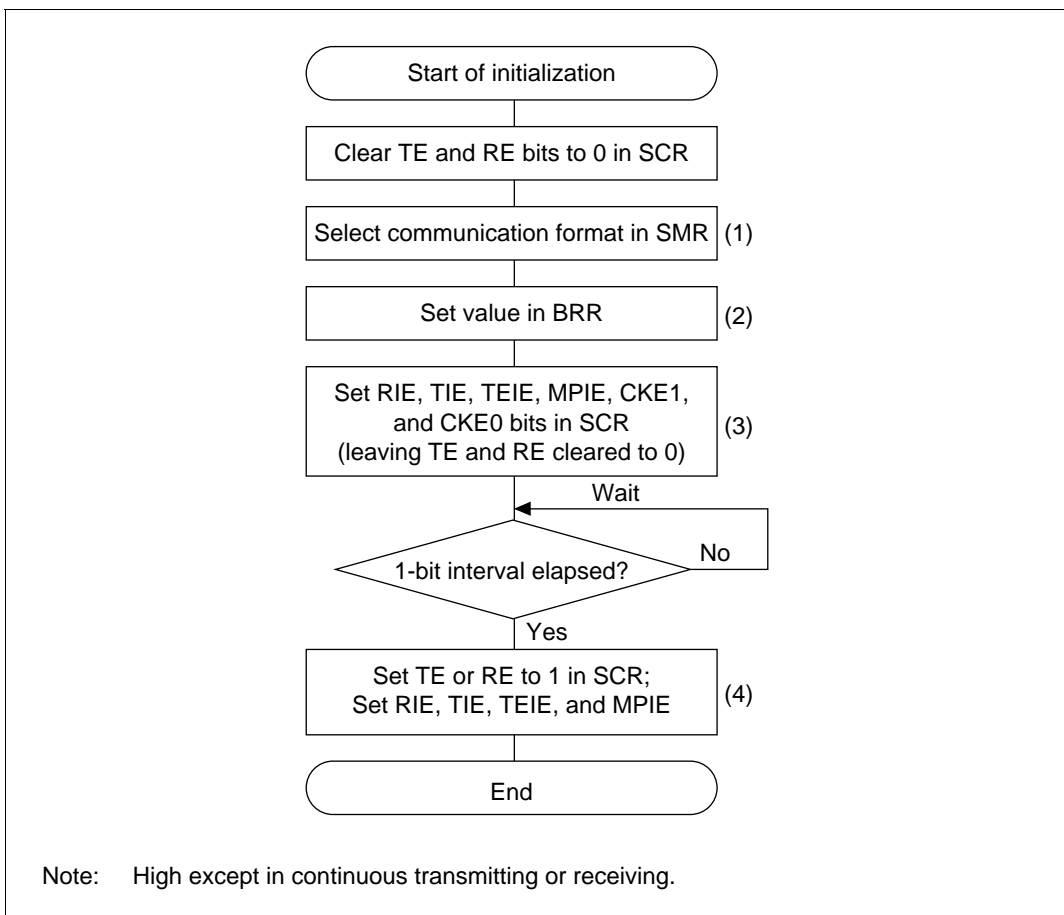 Start of initialization
Clear TE and RE bits to 0 in SCR
Select communication format in SMR (1)
Set value in BRR (2)
Set RIE, TIE, TEIE, MPIE, CKE1,
and CKE0 bits in SCR
(leaving TE and RE cleared to 0)
(3)
Wait
1-bit interval elapsed?
No
Yes
Set TE or RE to 1 in SCR;
Set RIE, TIE, TEIE, and MPIE
(4)
End
Note: High except in continuous transmitting or receiving.